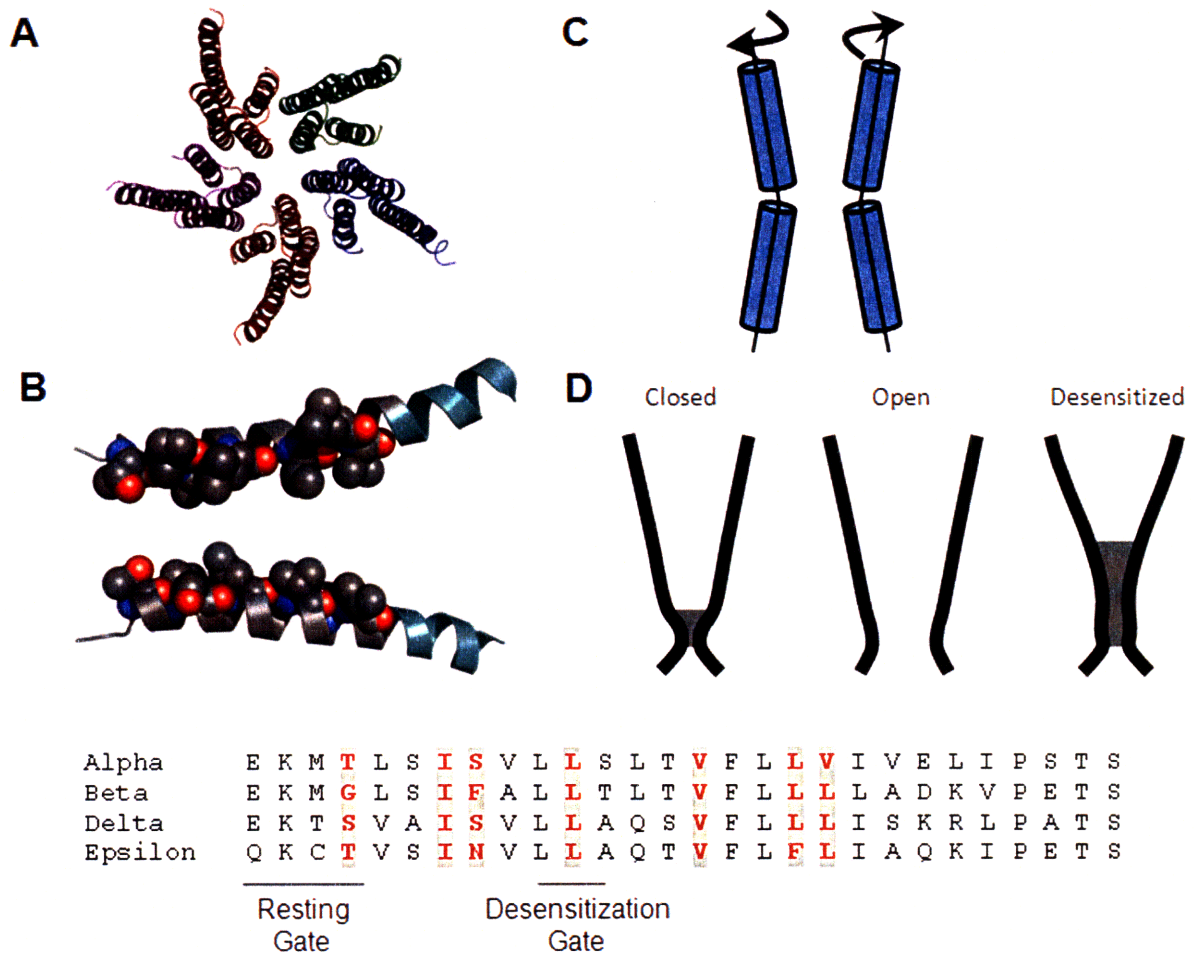 A
C
B
D
Closed Open Desensitized
Alpha E K M T L S I S V L L S L T V F L L V I V E L I P S T S
Beta E K M G L S I F A L L T L T V F L L L L A D K V P E T S
Delta E K T S V A I S V L L A Q S V F L L L I S K R L P A T S
Epsilon Q K C T V S I N V L L A Q T V F L F L I A Q K I P E T S
Resting Desensitization
Gate Gate